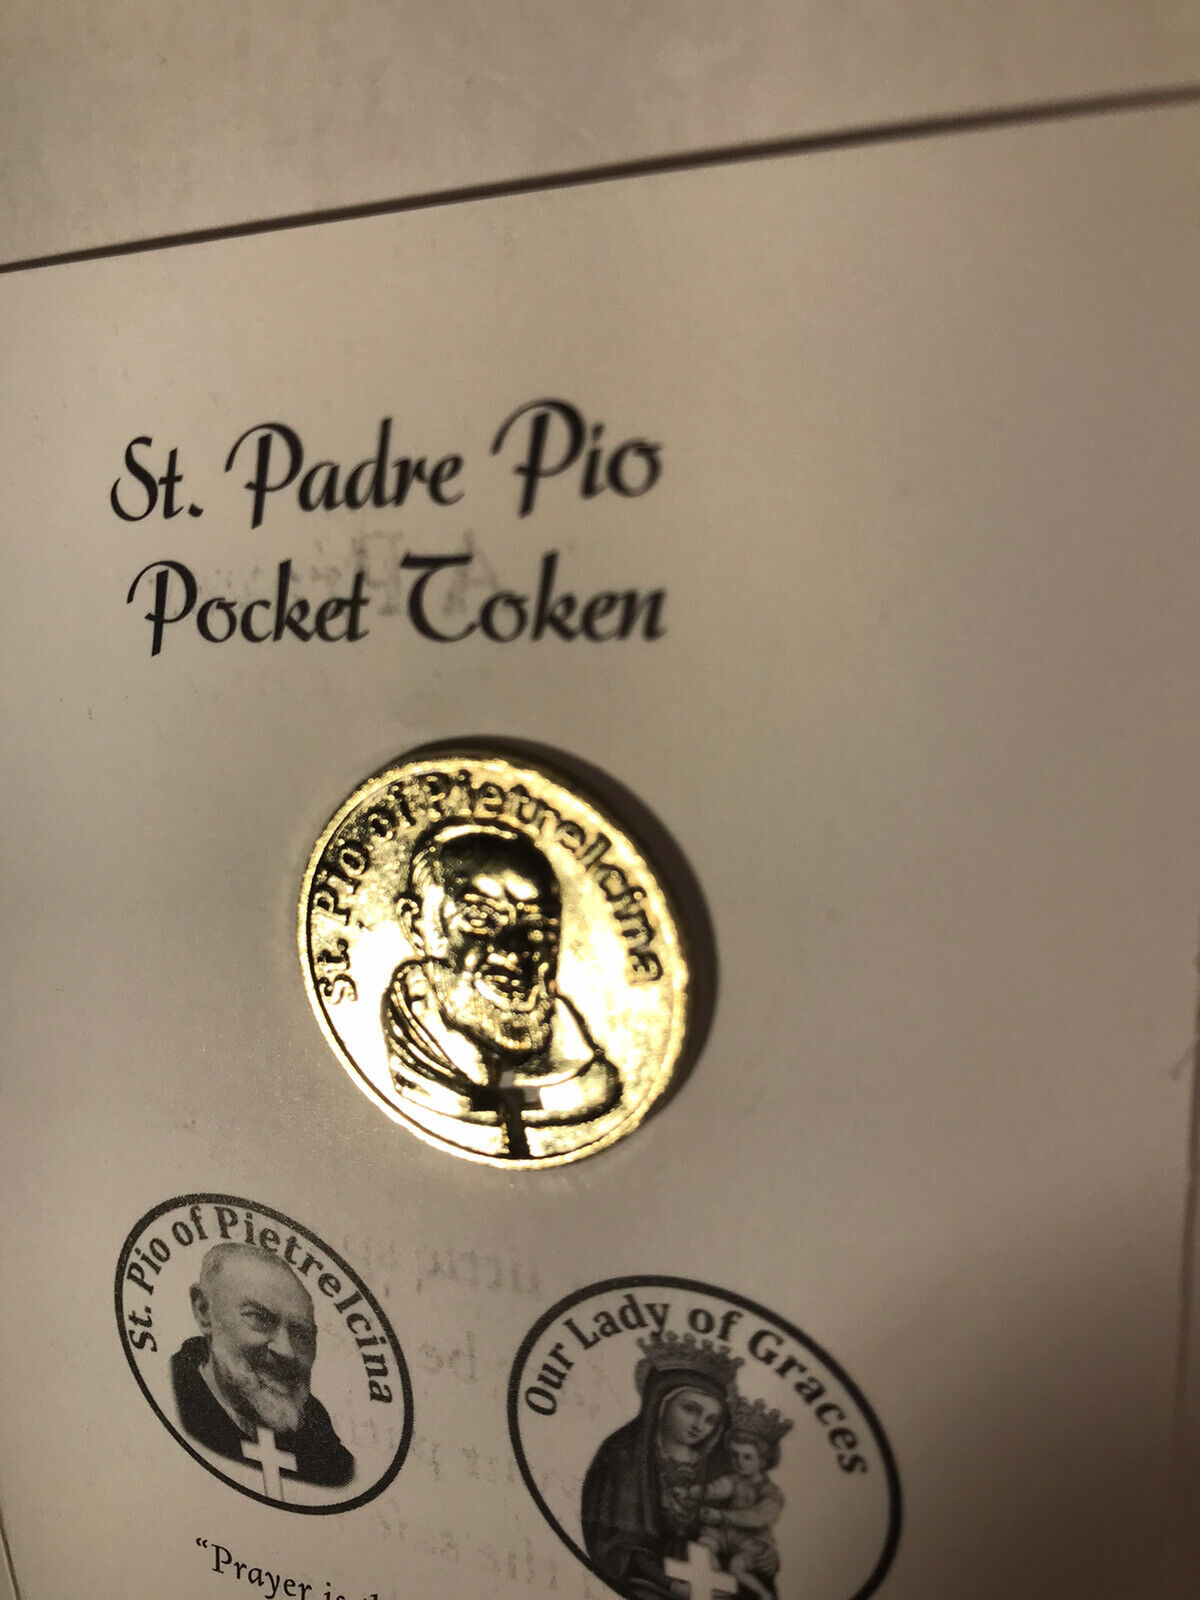 St. Padre Pio
Pocket Token
St. Pio of Pietrelcina
St. Pio of Pietrelcina
Our Lady of Graces
"Prayer is